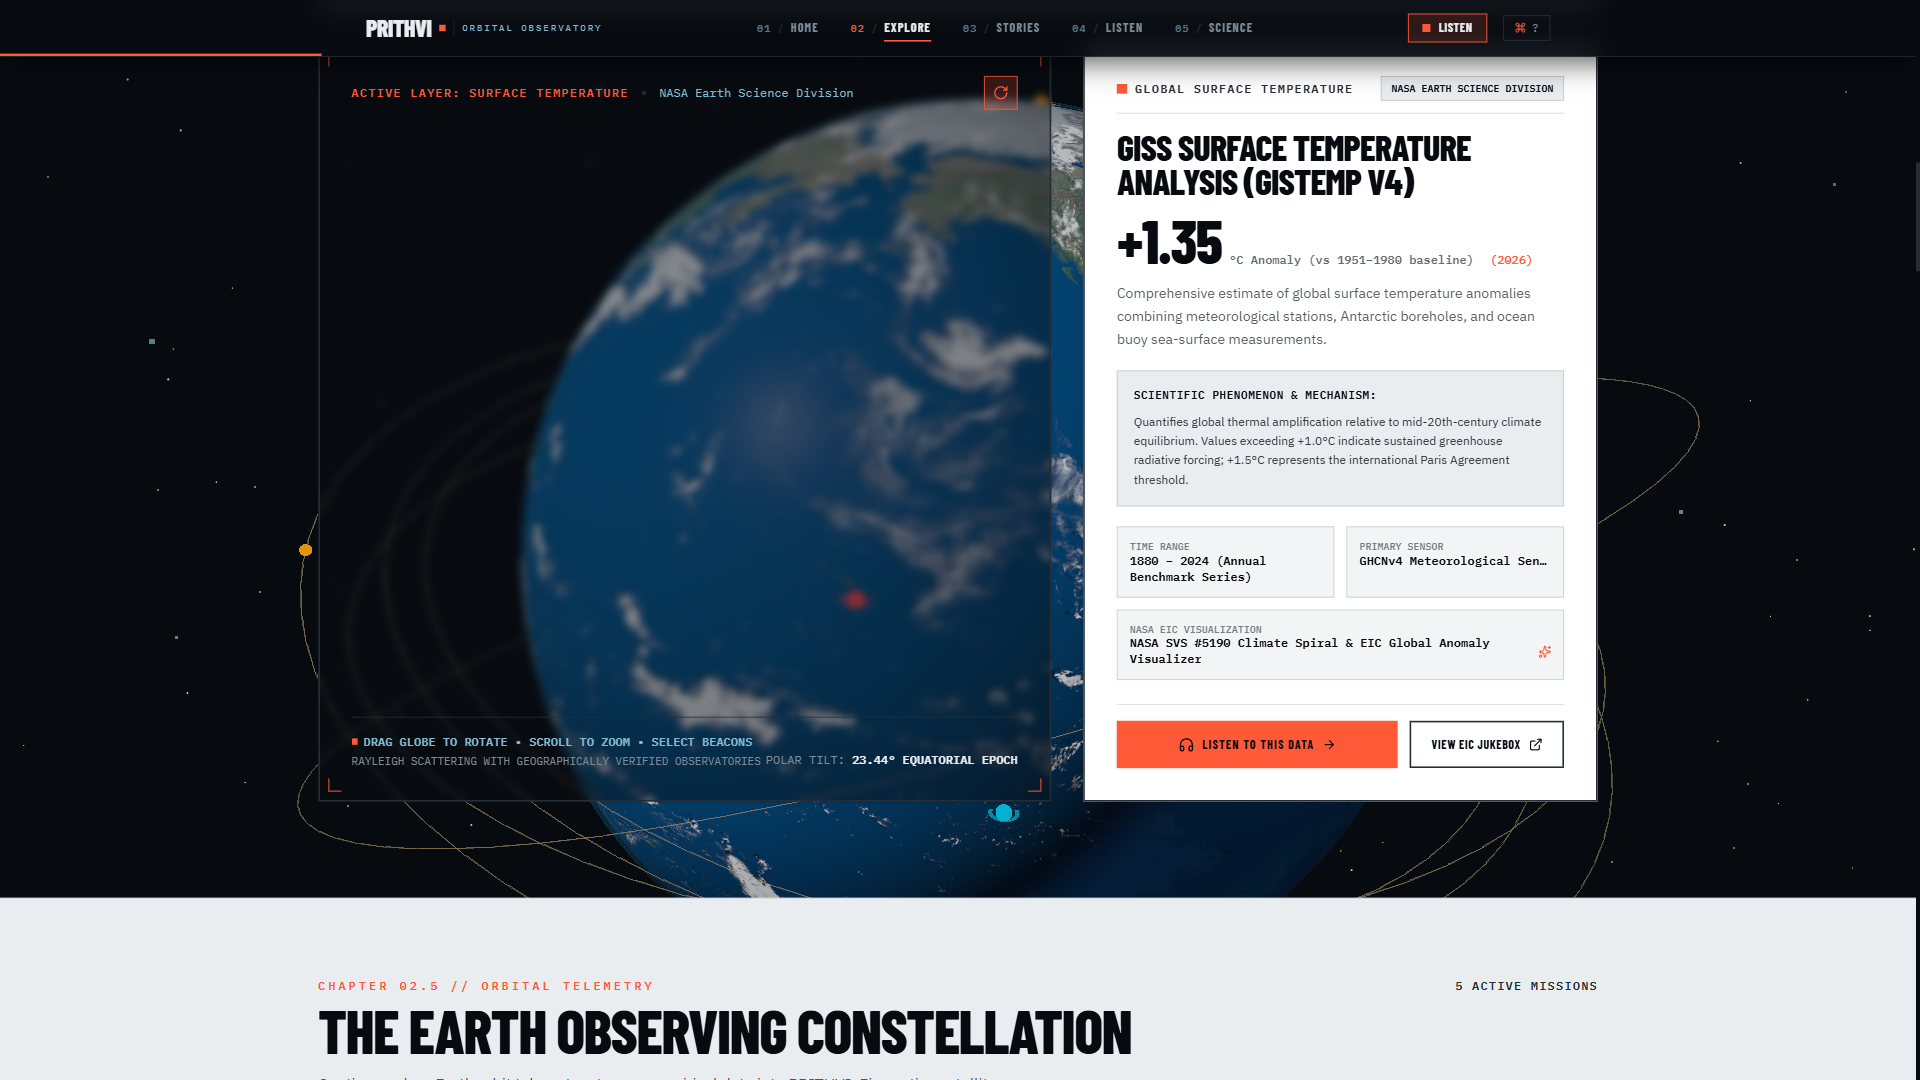 PRITHVI
ORBITAL OBSERVATORY
01 / HOME
02 / EXPLORE
03 / STORIES
04 / LISTEN
05 / SCIENCE
LISTEN
⌘ ?
ACTIVE LAYER: SURFACE TEMPERATURE • NASA Earth Science Division
DRAG GLOBE TO ROTATE • SCROLL TO ZOOM • SELECT BEACONS
RAYLEIGH SCATTERING WITH GEOGRAPHICALLY VERIFIED OBSERVATORIES
POLAR TILT: 23.44° EQUATORIAL EPOCH
GLOBAL SURFACE TEMPERATURE
NASA EARTH SCIENCE DIVISION
GISS SURFACE TEMPERATURE
ANALYSIS (GISTEMP V4)
+1.35 °C Anomaly (vs 1951–1980 baseline) (2026)
Comprehensive estimate of global surface temperature anomalies
combining meteorological stations, Antarctic boreholes, and ocean
buoy sea-surface measurements.
SCIENTIFIC PHENOMENON & MECHANISM:
Quantifies global thermal amplification relative to mid-20th-century climate
equilibrium. Values exceeding +1.0°C indicate sustained greenhouse
radiative forcing; +1.5°C represents the international Paris Agreement
threshold.
TIME RANGE
1880 – 2024 (Annual
Benchmark Series)
PRIMARY SENSOR
GHCNv4 Meteorological Sen…
NASA EIC VISUALIZATION
NASA SVS #5190 Climate Spiral & EIC Global Anomaly
Visualizer
LISTEN TO THIS DATA →
VIEW EIC JUKEBOX
CHAPTER 02.5 // ORBITAL TELEMETRY
5 ACTIVE MISSIONS
THE EARTH OBSERVING CONSTELLATION